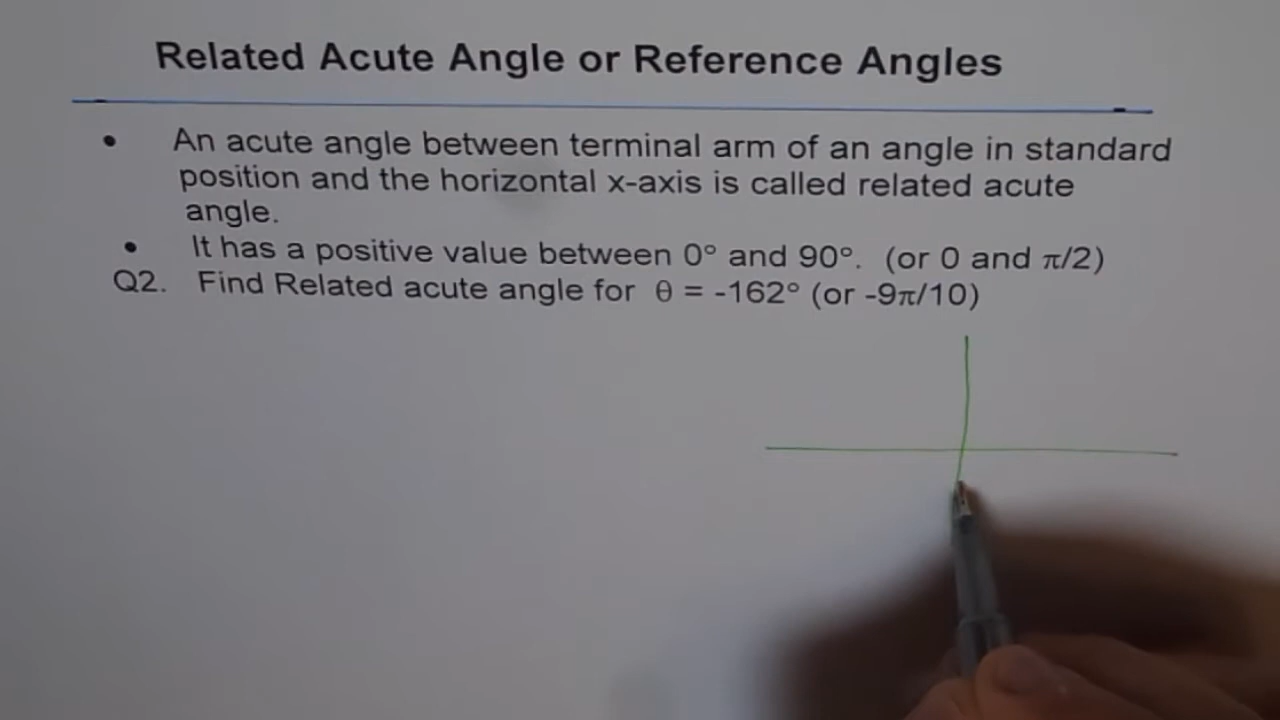 Related Acute Angle or Reference Angles
• An acute angle between terminal arm of an angle in standard
position and the horizontal x-axis is called related acute
angle.
• It has a positive value between 0° and 90°. (or 0 and π/2)
Q2. Find Related acute angle for θ = -162° (or -9π/10)